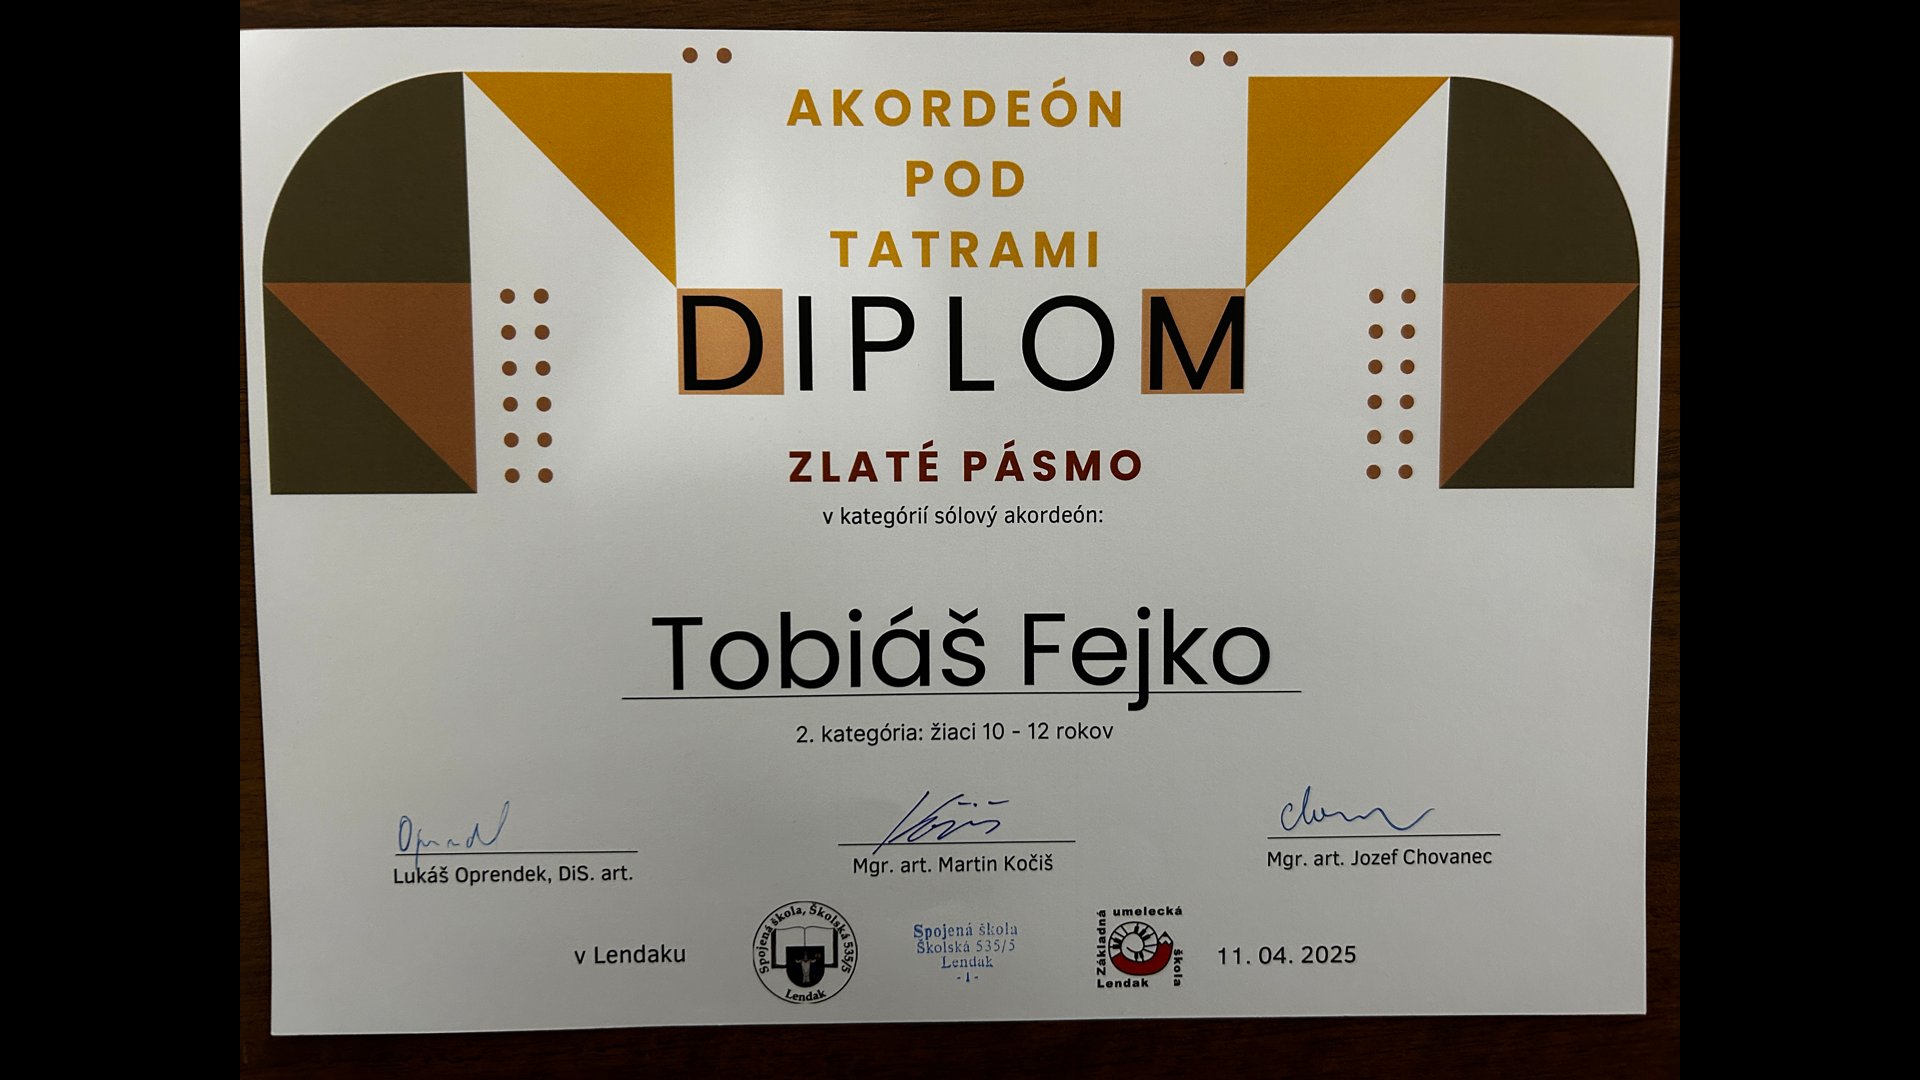 AKORDEÓN
POD
TATRAMI
DIPLOM
ZLATÉ PÁSMO
v kategórií sólový akordeón:
Tobiáš Fejko
2. kategória: žiaci 10 - 12 rokov
Lukáš Oprendek, DiS. art.
Mgr. art. Martin Kočiš
Mgr. art. Jozef Chovanec
v Lendaku
Spojená škola, Školská 535/5
Lendak
Spojená škola
Školská 535/5
Lendak
- 1 -
Základná umelecká škola
Lendak
11. 04. 2025